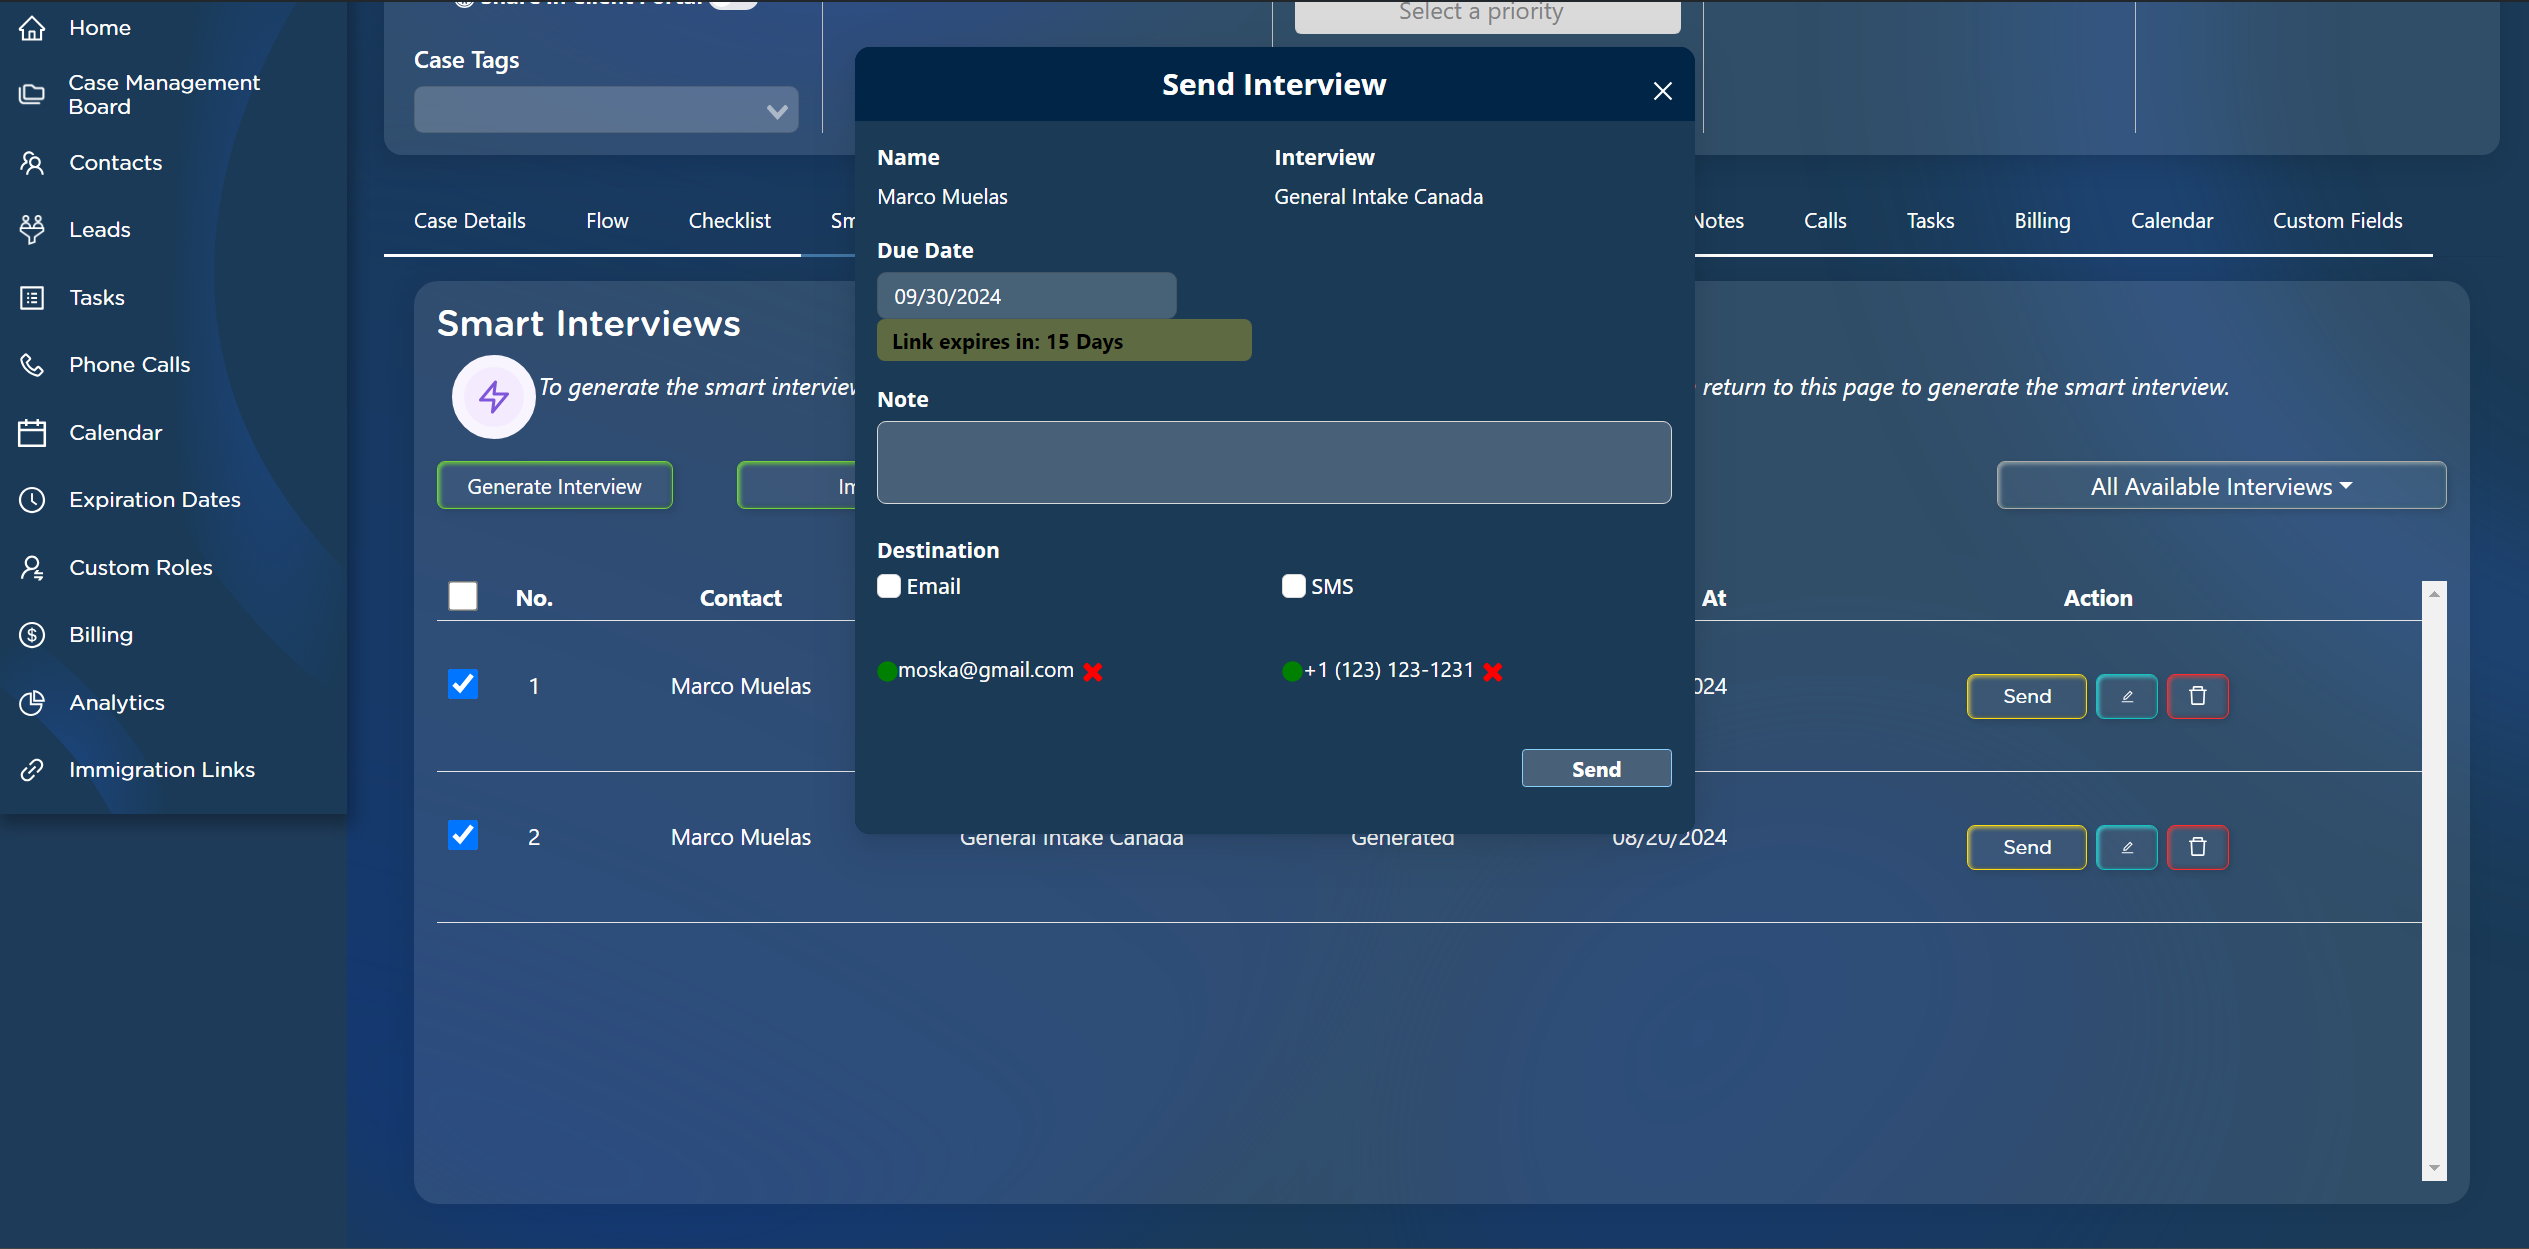 Home
Case Management
Board
Contacts
Leads
Tasks
Phone Calls
Calendar
Expiration Dates
Custom Roles
Billing
Analytics
Immigration Links
Share in Client Portal
Select a priority
Case Tags
Case Details
Flow
Checklist
Sm
Notes
Calls
Tasks
Billing
Calendar
Custom Fields
Smart Interviews
To generate the smart interview
return to this page to generate the smart interview.
Generate Interview
Im
All Available Interviews
No.
Contact
At
Action
1
Marco Muelas
024
Send
2
Marco Muelas
General Intake Canada
Generated
08/20/2024
Send
Send Interview
Name
Interview
Marco Muelas
General Intake Canada
Due Date
09/30/2024
Link expires in: 15 Days
Note
Destination
Email
SMS
moska@gmail.com
+1 (123) 123-1231
Send